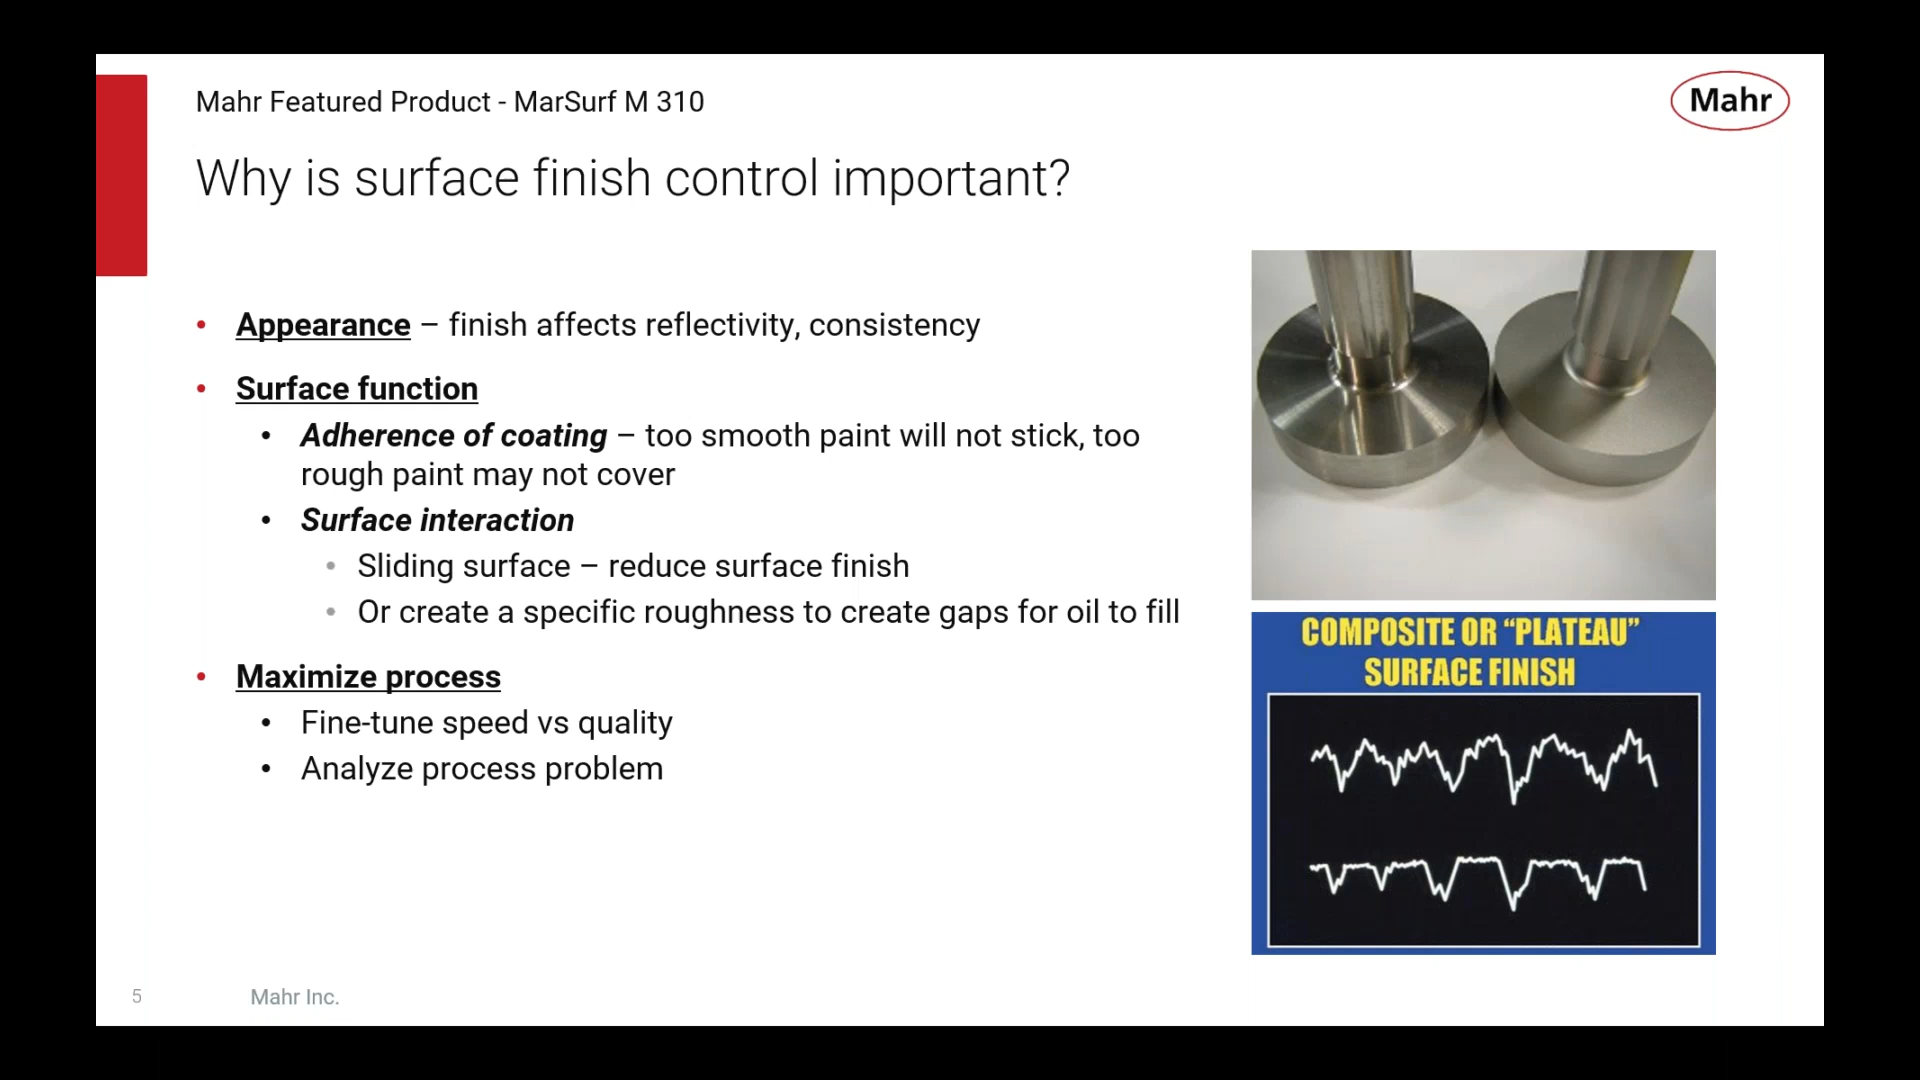 Mahr Featured Product - MarSurf M 310
Mahr
Why is surface finish control important?
• Appearance – finish affects reflectivity, consistency
• Surface function
• Adherence of coating – too smooth paint will not stick, too
rough paint may not cover
• Surface interaction
• Sliding surface – reduce surface finish
• Or create a specific roughness to create gaps for oil to fill
• Maximize process
• Fine-tune speed vs quality
• Analyze process problem
COMPOSITE OR “PLATEAU”
SURFACE FINISH
5 Mahr Inc.